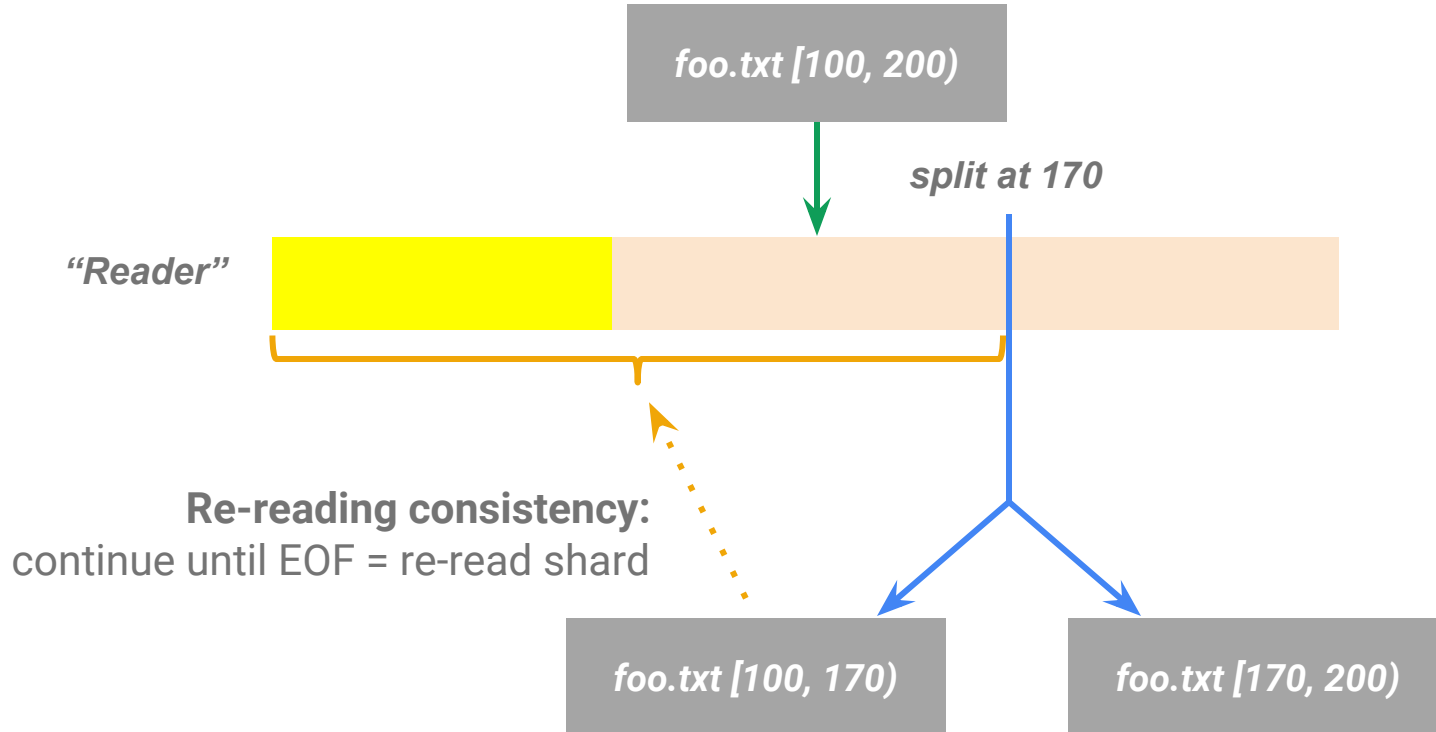 foo.txt [100, 200)
split at 170
“Reader”
Re-reading consistency:
continue until EOF = re-read shard
foo.txt [100, 170)
foo.txt [170, 200)